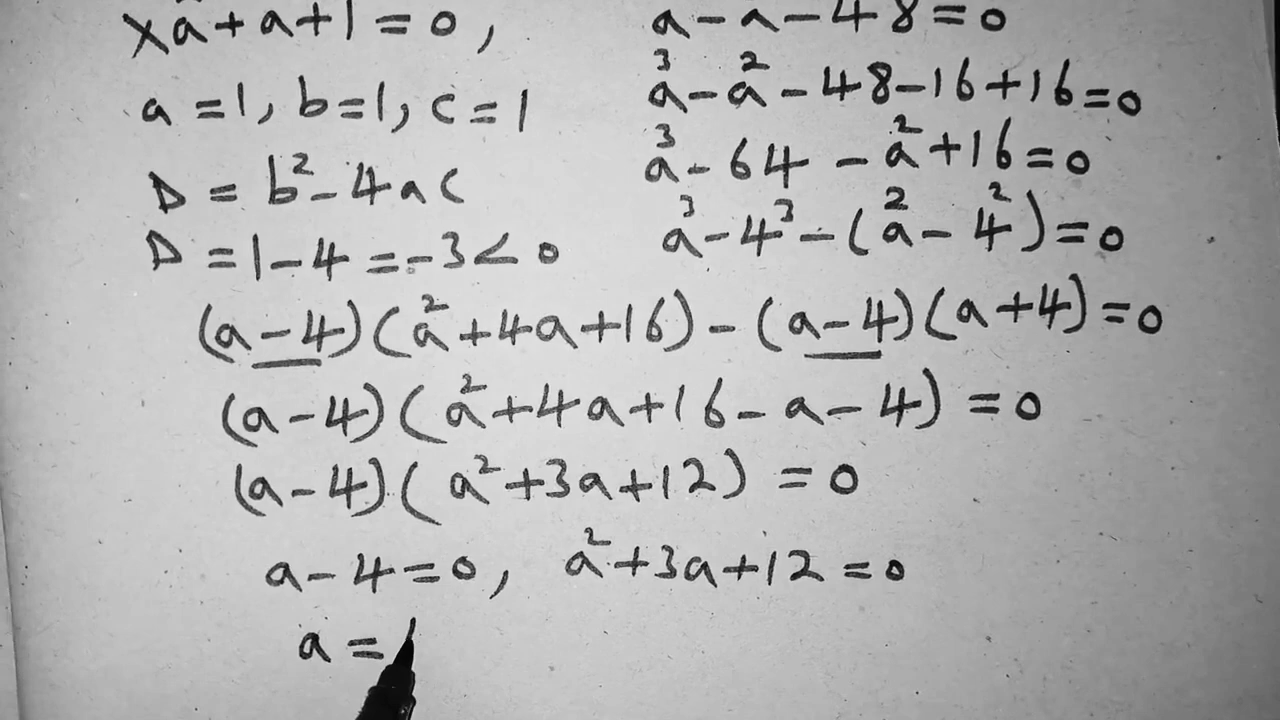 ×a²+a+1=0,
a=1, b=1, c=1
D = b²-4ac
D = 1-4 = -3<0
a³-a²-48=0
a³-a²-48-16+16=0
a³-64-a²+16=0
a³-4³-(a²-4²)=0
(a-4)(a²+4a+16)-(a-4)(a+4)=0
(a-4)(a²+4a+16-a-4)=0
(a-4)(a²+3a+12)=0
a-4=0, a²+3a+12=0
a=